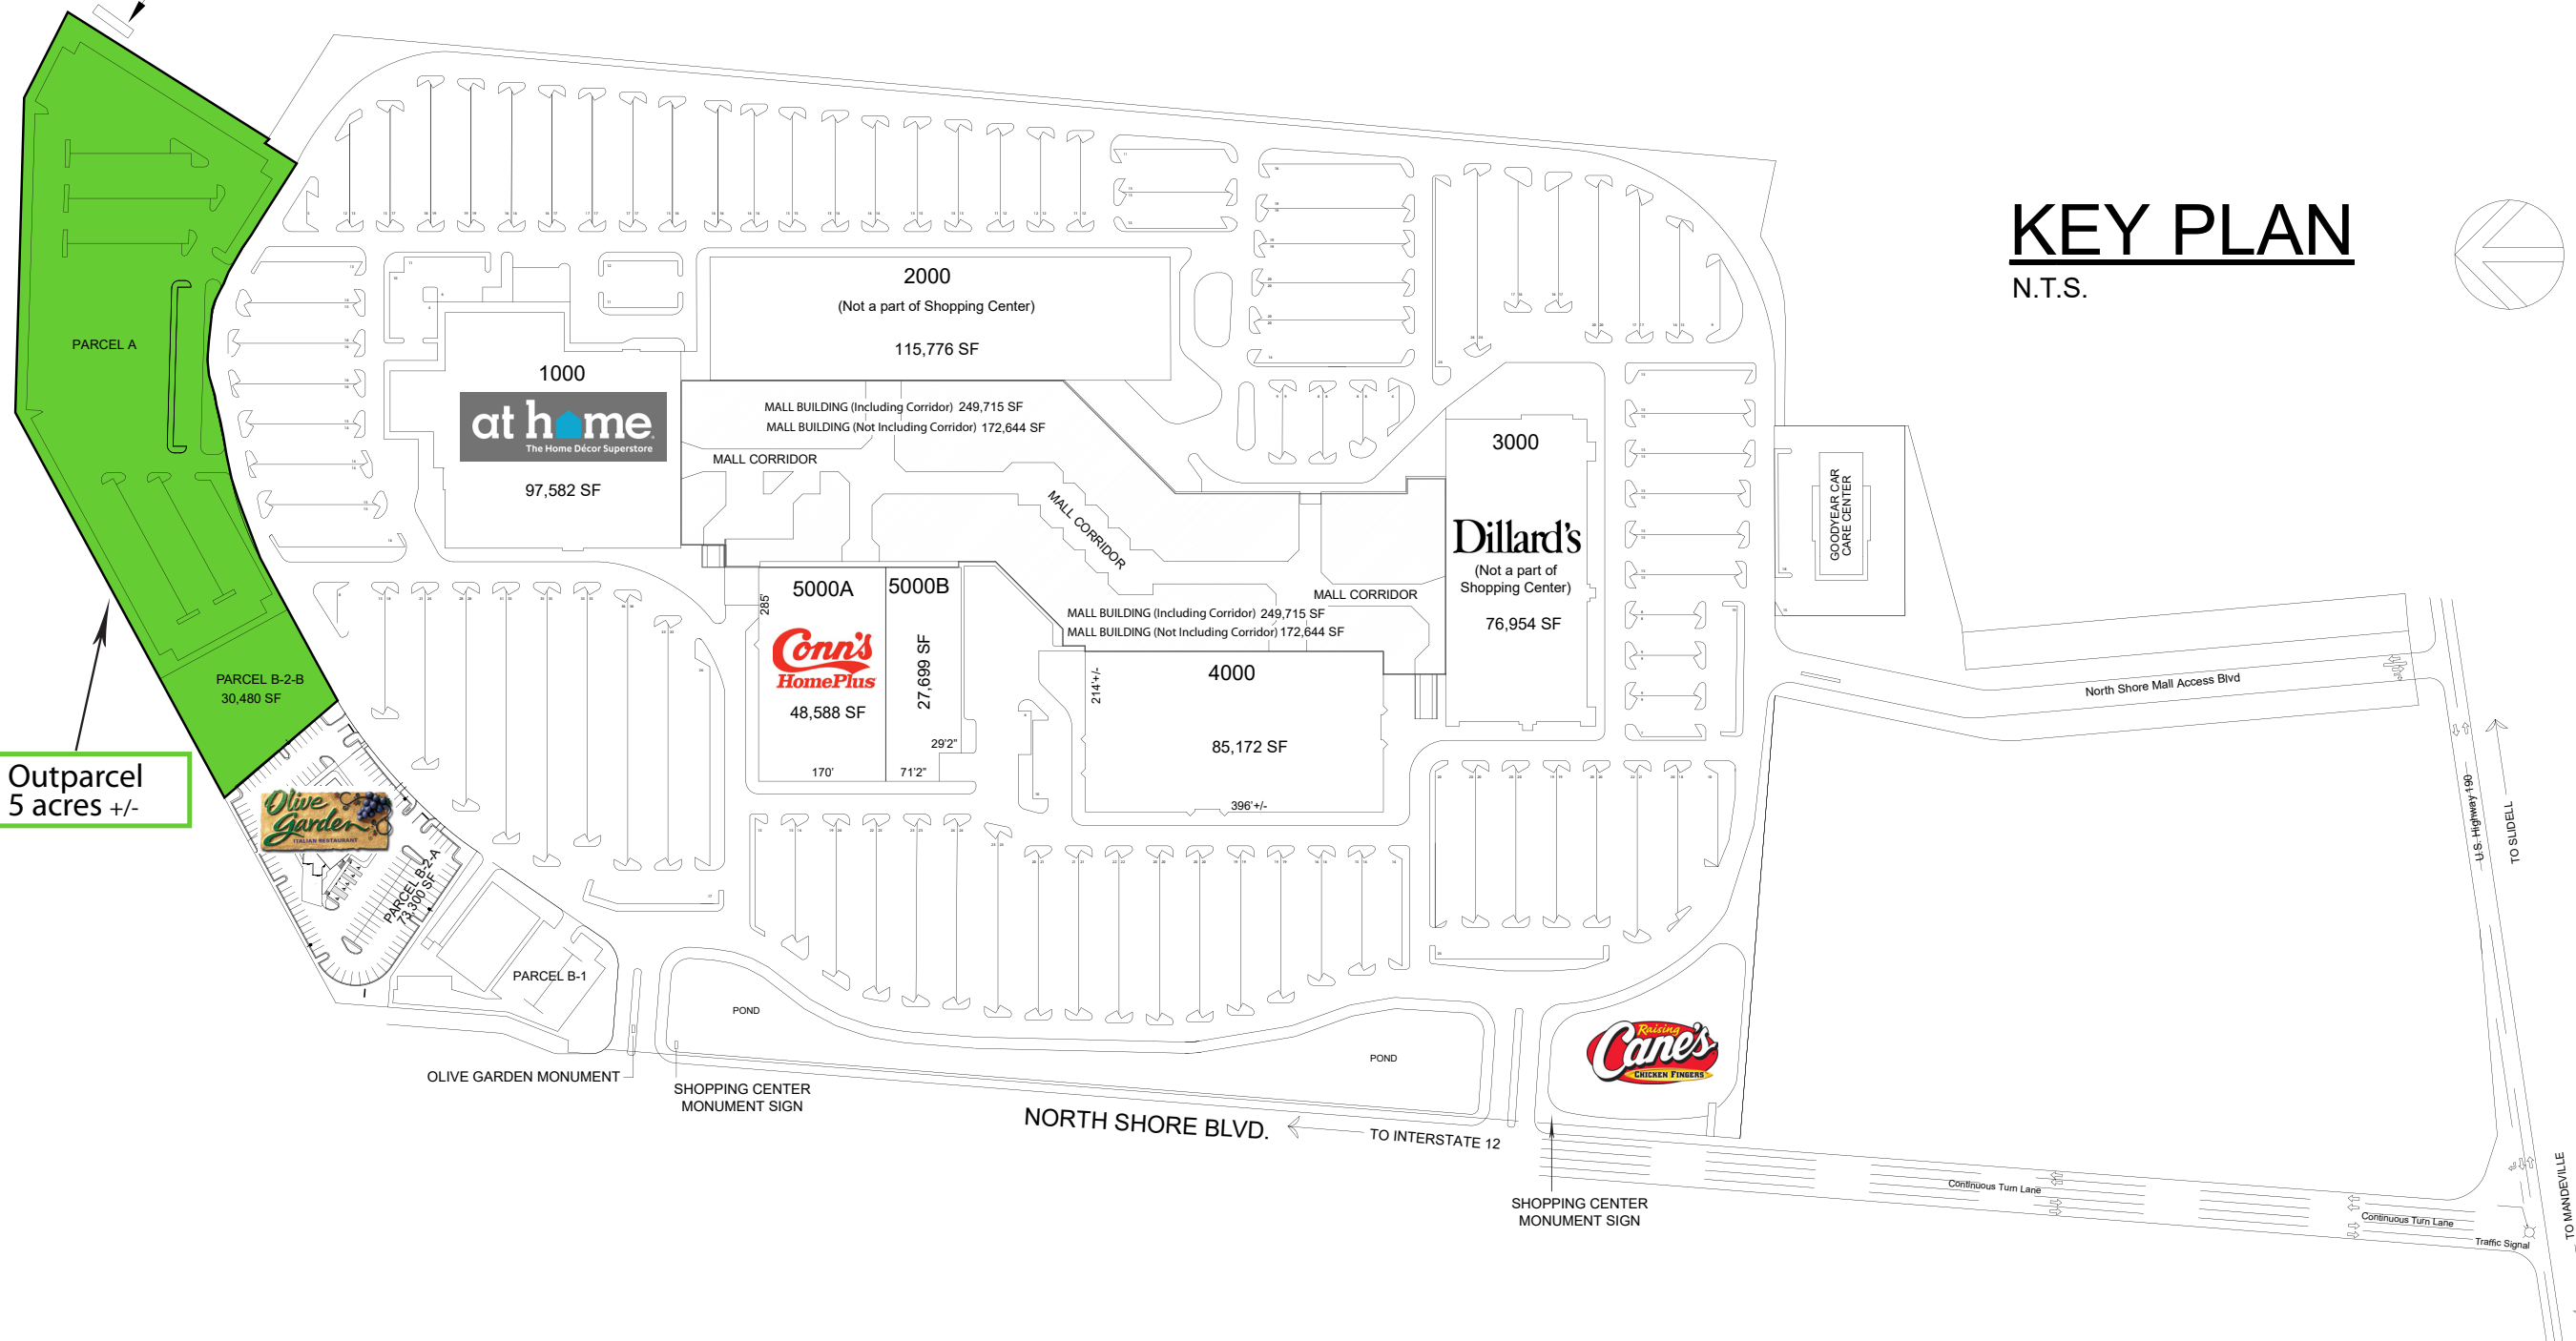 KEY PLAN
N.T.S.
2000
(Not a part of Shopping Center)
115,776 SF
PARCEL A
1000
at home
The Home Décor Superstore
97,582 SF
MALL BUILDING (Including Corridor) 249,715 SF
MALL BUILDING (Not Including Corridor) 172,644 SF
MALL CORRIDOR
MALL CORRIDOR
3000
Dillard's
(Not a part of
Shopping Center)
76,954 SF
GOODYEAR CAR
CARE CENTER
5000A
285'
Conn's
HomePlus
48,588 SF
170'
5000B
27,699 SF
29'2"
71'2"
MALL CORRIDOR
MALL BUILDING (Including Corridor) 249,715 SF
MALL BUILDING (Not Including Corridor) 172,644 SF
4000
214'+/-
85,172 SF
396'+/-
PARCEL B-2-B
30,480 SF
Outparcel
5 acres +/-
Olive
Garden
ITALIAN RESTAURANT
PARCEL B-2-A
73,300 SF
PARCEL B-1
North Shore Mall Access Blvd
U.S. Highway 190
TO SLIDELL
POND
POND
Raising
Cane's
CHICKEN FINGERS
OLIVE GARDEN MONUMENT
SHOPPING CENTER
MONUMENT SIGN
NORTH SHORE BLVD.
TO INTERSTATE 12
SHOPPING CENTER
MONUMENT SIGN
Continuous Turn Lane
Continuous Turn Lane
Traffic Signal
TO MANDEVILLE